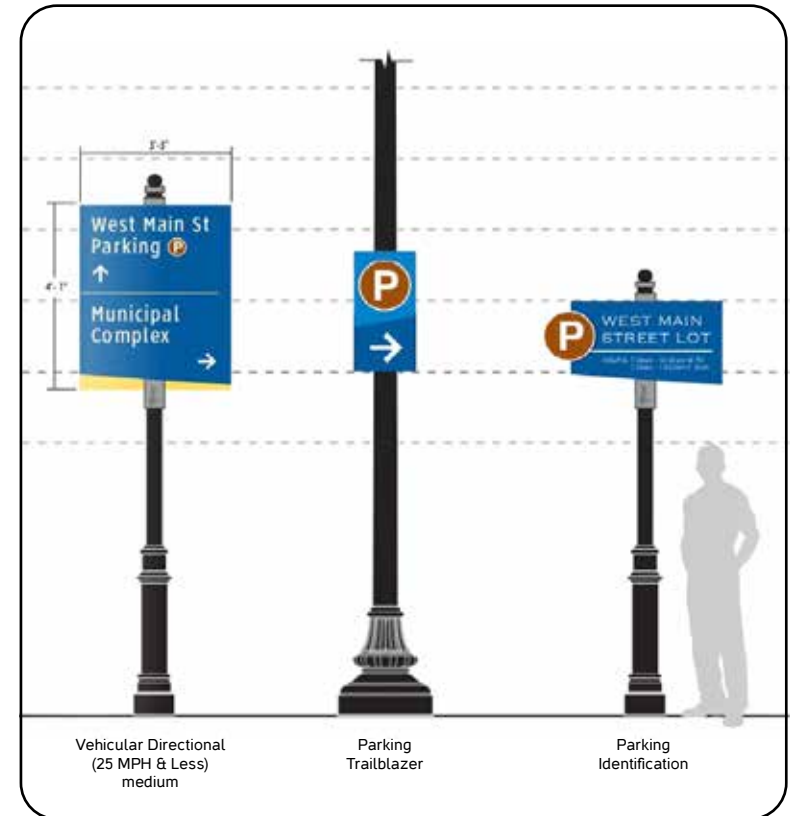 3'-3"
4'-1"
West Main St
Parking P
Municipal
Complex
P
P
WEST MAIN
STREET LOT
Vehicular Directional
(25 MPH & Less)
medium
Parking
Trailblazer
Parking
Identification